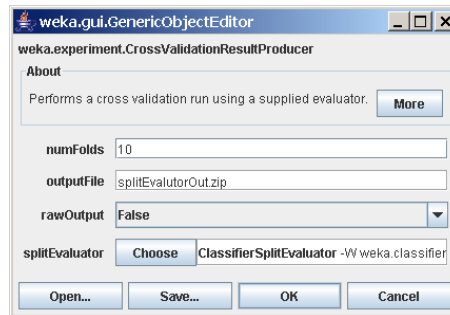 weka.gui.GenericObjectEditor
weka.experiment.CrossValidationResultProducer
About
Performs a cross validation run using a supplied evaluator. More
numFolds 10
outputFile splitEvalutorOut.zip
rawOutput False
splitEvaluator Choose ClassifierSplitEvaluator -W weka.classifier
Open... Save... OK Cancel